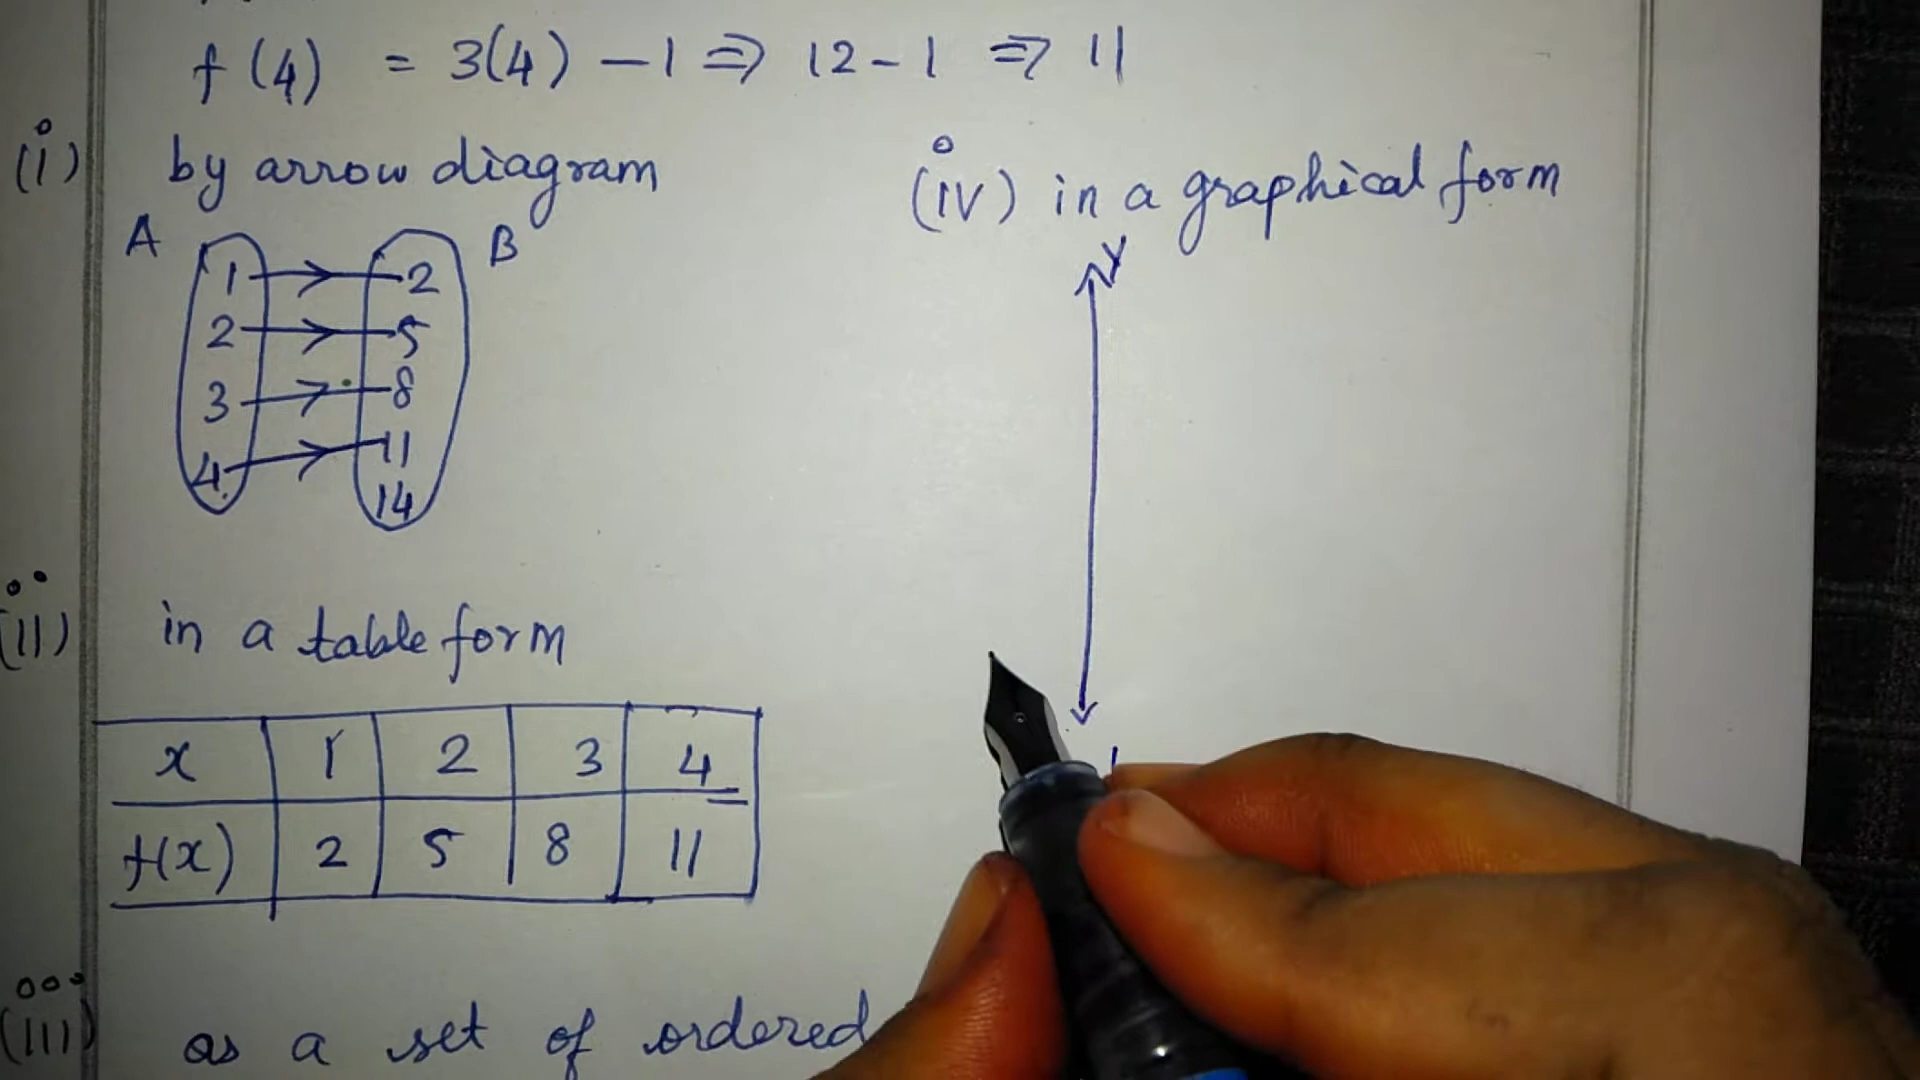 f(4) = 3(4) – 1 ⇒ 12 – 1 ⇒ 11
(i) by arrow diagram
A B
1 2
2 5
3 8
4 11
14
(ii) in a table form
x 1 2 3 4
f(x) 2 5 8 11
(iii) as a set of ordered
(iv) in a graphical form
Y